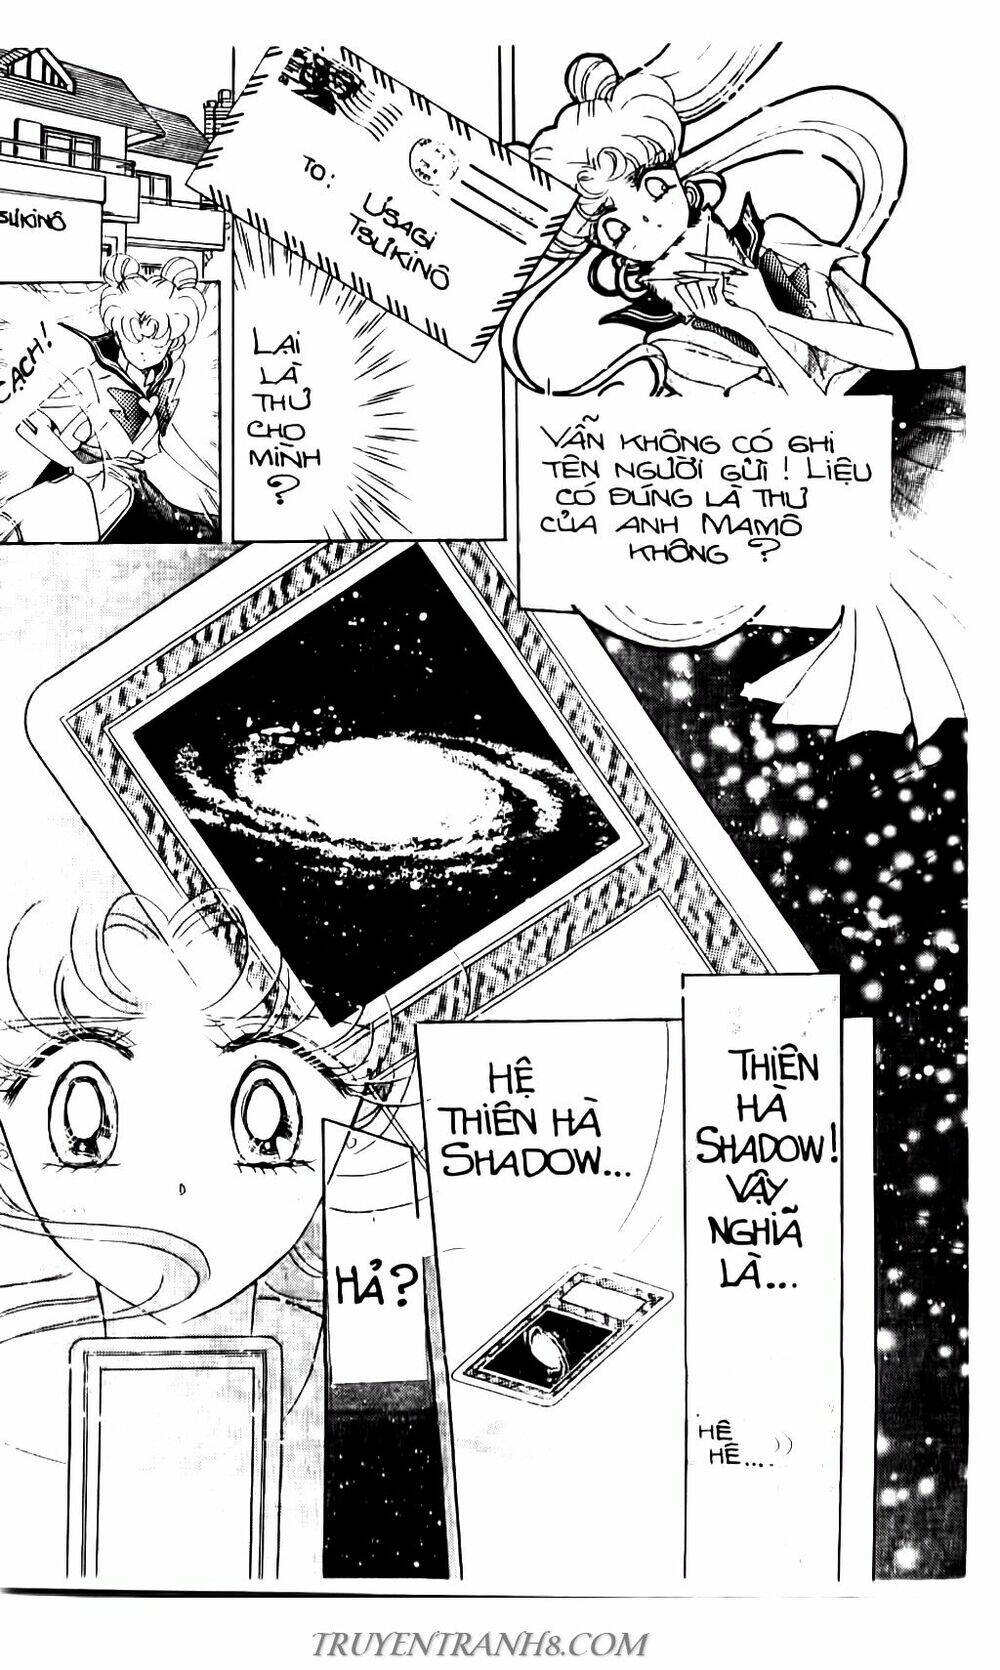 TSUKINÔ
CẠCH!
TO:
USAGI
TSUKINÔ
LẠI
LÀ
THƯ
CHO
MÌNH
?
VẪN KHÔNG CÓ GHI
TÊN NGƯỜI GỬI! LIỆU
CÓ ĐÚNG LÀ THƯ
CỦA ANH MAMÔ
KHÔNG?
HẢ?
HỆ
THIÊN HÀ
SHADOW...
THIÊN
HÀ
SHADOW!
VẬY
NGHĨA
LÀ...
HÊ
HÊ....
TRUYENTRANH8.COM